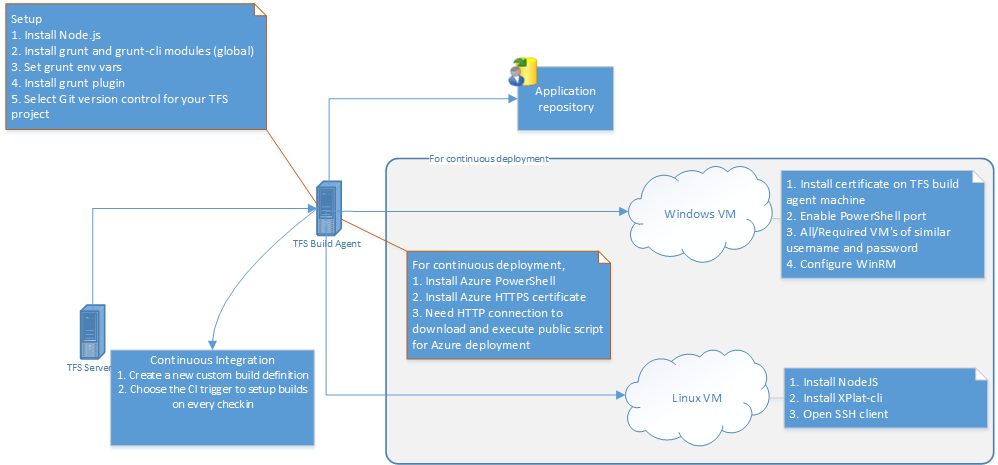 Setup
1. Install Node.js
2. Install grunt and grunt-cli modules (global)
3. Set grunt env vars
4. Install grunt plugin
5. Select Git version control for your TFS
project
Application
repository
For continuous deployment
Windows VM
1. Install certificate on TFS build
agent machine
2. Enable PowerShell port
3. All/Required VM's of similar
username and password
4. Configure WinRM
TFS Build Agent
For continuous deployment,
1. Install Azure PowerShell
2. Install Azure HTTPS certificate
3. Need HTTP connection to
download and execute public script
for Azure deployment
TFS Server
Continuous Integration
1. Create a new custom build definition
2. Choose the CI trigger to setup builds
on every checkin
Linux VM
1. Install NodeJS
2. Install XPlat-cli
3. Open SSH client